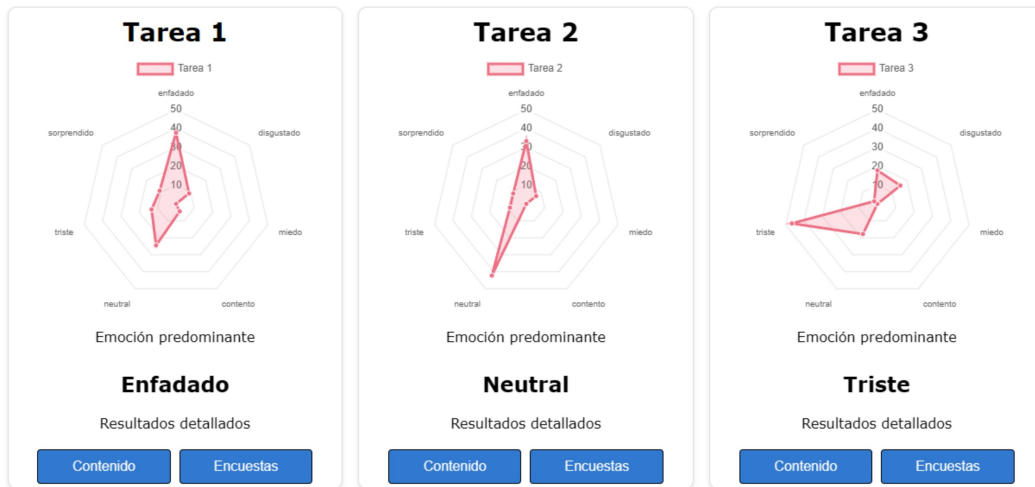 Tarea 1
Tarea 1
enfadado
50
40
30
20
10
sorprendido
disgustado
triste
miedo
neutral
contento
Emoción predominante
Enfadado
Resultados detallados
Contenido
Encuestas
Tarea 2
Tarea 2
enfadado
50
40
30
20
10
sorprendido
disgustado
triste
miedo
neutral
contento
Emoción predominante
Neutral
Resultados detallados
Contenido
Encuestas
Tarea 3
Tarea 3
enfadado
50
40
30
20
10
sorprendido
disgustado
triste
miedo
neutral
contento
Emoción predominante
Triste
Resultados detallados
Contenido
Encuestas